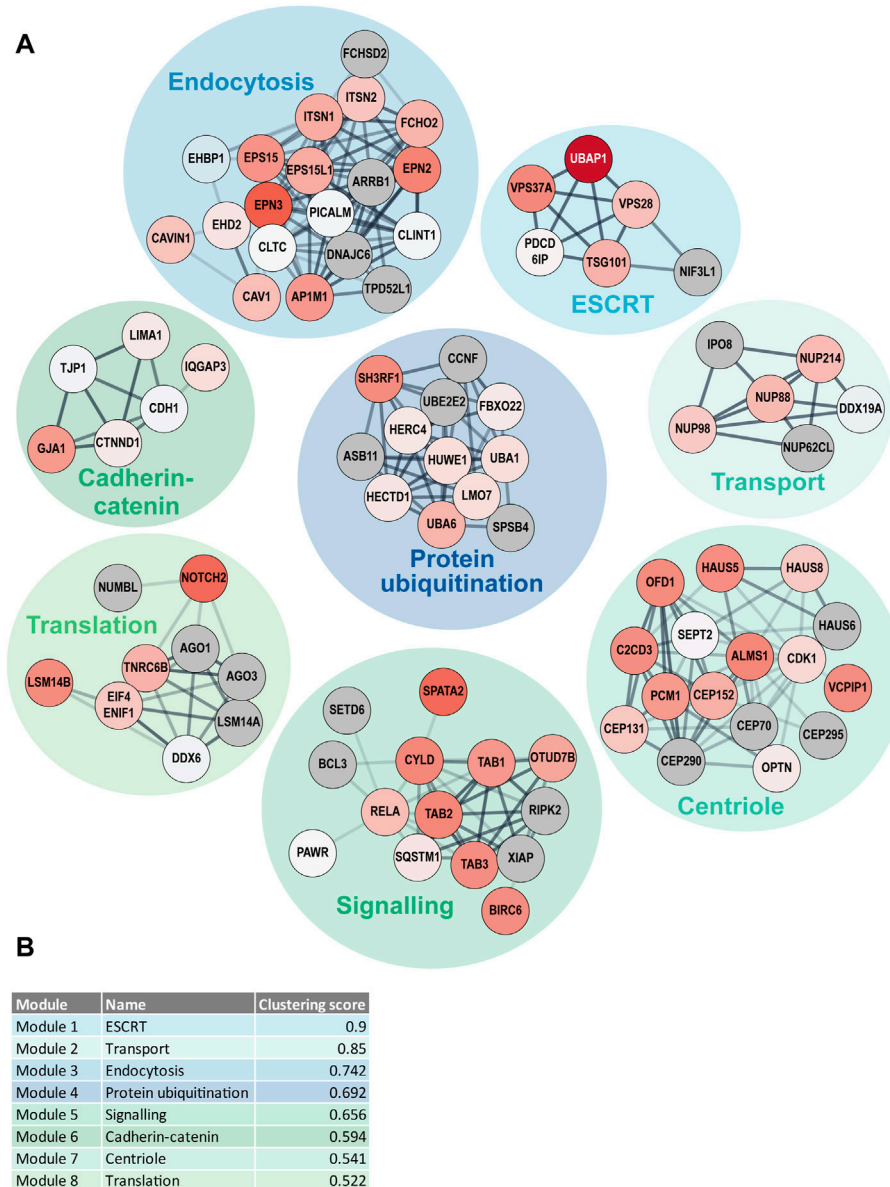 A
Endocytosis
FCHSD2
ITSN2
ITSN1
FCHO2
EHBP1
EPS15
EPS15L1
ARRB1
EPN2
EPN3
PICALM
EHD2
CLINT1
CAVIN1
CLTC
DNAJC6
CAV1
AP1M1
TPD52L1
UBAP1
VPS37A
VPS28
PDCD
6IP
TSG101
NIF3L1
ESCRT
LIMA1
TJP1
IQGAP3
CDH1
GJA1
CTNND1
Cadherin-
catenin
CCNF
SH3RF1
UBE2E2
FBXO22
HERC4
ASB11
HUWE1
UBA1
HECTD1
LMO7
UBA6
SPSB4
Protein
ubiquitination
IPO8
NUP214
NUP88
DDX19A
NUP98
NUP62CL
Transport
NUMBL
NOTCH2
Translation
AGO1
TNRC6B
AGO3
LSM14B
EIF4
ENIF1
LSM14A
DDX6
SPATA2
SETD6
BCL3
CYLD
TAB1
OTUD7B
RELA
TAB2
RIPK2
PAWR
SQSTM1
TAB3
XIAP
BIRC6
Signalling
OFD1
HAUS5
HAUS8
SEPT2
HAUS6
C2CD3
ALMS1
CDK1
PCM1
CEP152
VCPIP1
CEP131
CEP70
CEP295
CEP290
OPTN
Centriole
B
Module Name Clustering score
Module 1 ESCRT 0.9
Module 2 Transport 0.85
Module 3 Endocytosis 0.742
Module 4 Protein ubiquitination 0.692
Module 5 Signalling 0.656
Module 6 Cadherin-catenin 0.594
Module 7 Centriole 0.541
Module 8 Translation 0.522